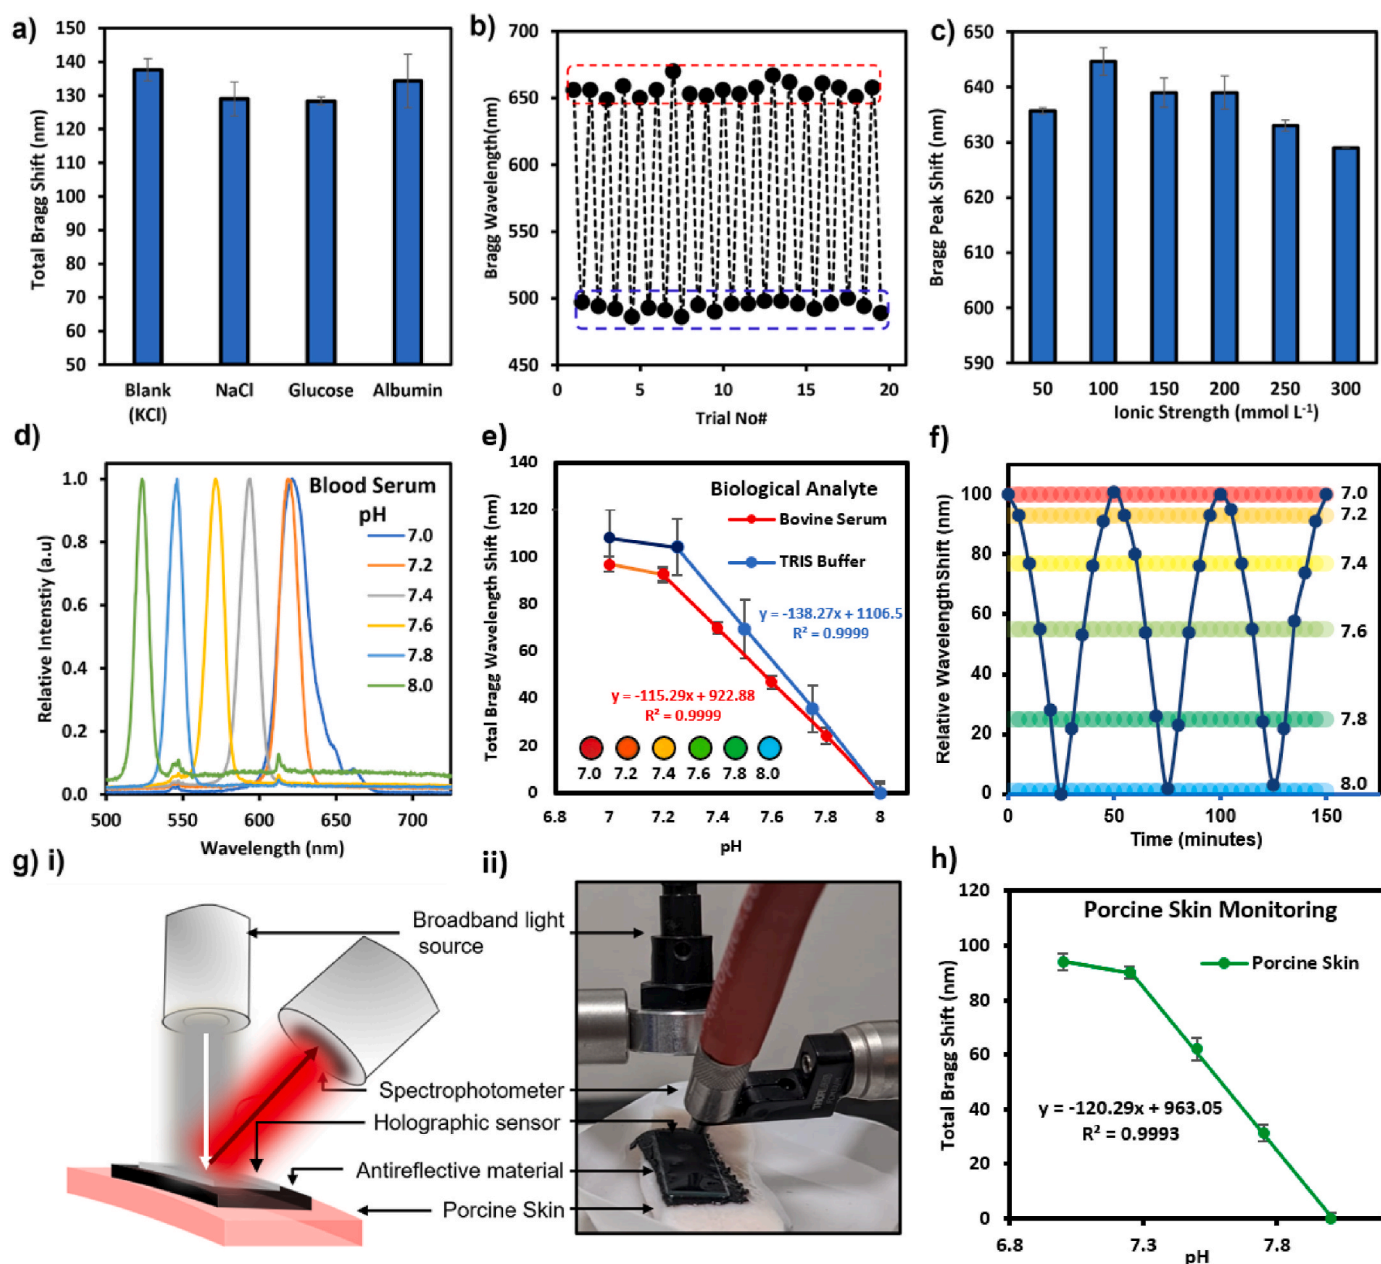 a)
Total Bragg Shift (nm)
150
140
130
120
110
100
90
80
70
60
50
Blank
(KCl)
NaCl
Glucose
Albumin
b)
Bragg Wavelength(nm)
700
650
600
550
500
450
0
5
10
15
20
Trial No#
c)
Bragg Peak Shift (nm)
650
640
630
620
610
600
590
50
100
150
200
250
300
Ionic Strength (mmol L⁻¹)
d)
Relative Intenstiy (a.u)
1.0
0.8
0.6
0.4
0.2
0.0
500
550
600
650
700
Wavelength (nm)
Blood Serum
pH
7.0
7.2
7.4
7.6
7.8
8.0
e)
Total Bragg Wavelength Shift (nm)
140
120
100
80
60
40
20
0
Biological Analyte
Bovine Serum
TRIS Buffer
y = -138.27x + 1106.5
R² = 0.9999
y = -115.29x + 922.88
R² = 0.9999
7.0
7.2
7.4
7.6
7.8
8.0
6.8
7
7.2
7.4
7.6
7.8
8
pH
f)
Relative Wavelength Shift (nm)
100
80
60
40
20
0
7.0
7.2
7.4
7.6
7.8
8.0
0
50
100
150
Time (minutes)
g) i)
ii)
Broadband light
source
Spectrophotometer
Holographic sensor
Antireflective material
Porcine Skin
h)
Total Bragg Shift (nm)
120
100
80
60
40
20
0
Porcine Skin Monitoring
Porcine Skin
y = -120.29x + 963.05
R² = 0.9993
6.8
7.3
7.8
pH